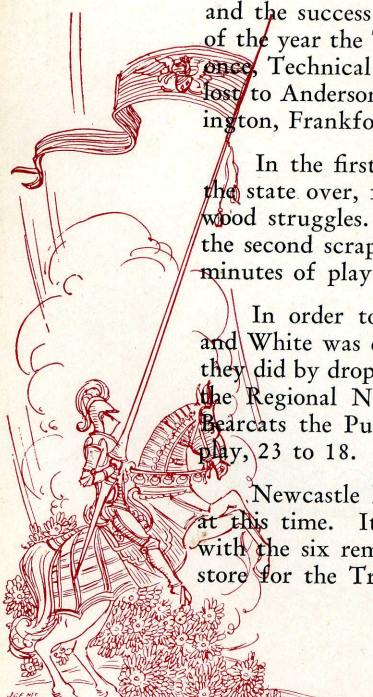 and the success
of the year the
once, Technical
lost to Anderson
ington, Frankfo
In the first
the state over,
wood struggles.
the second scrap
minutes of play
In order to
and White was
they did by drop
the Regional N
Bearcats the Pu
play, 23 to 18.
Newcastle
at this time. It
with the six rem
store for the Tr